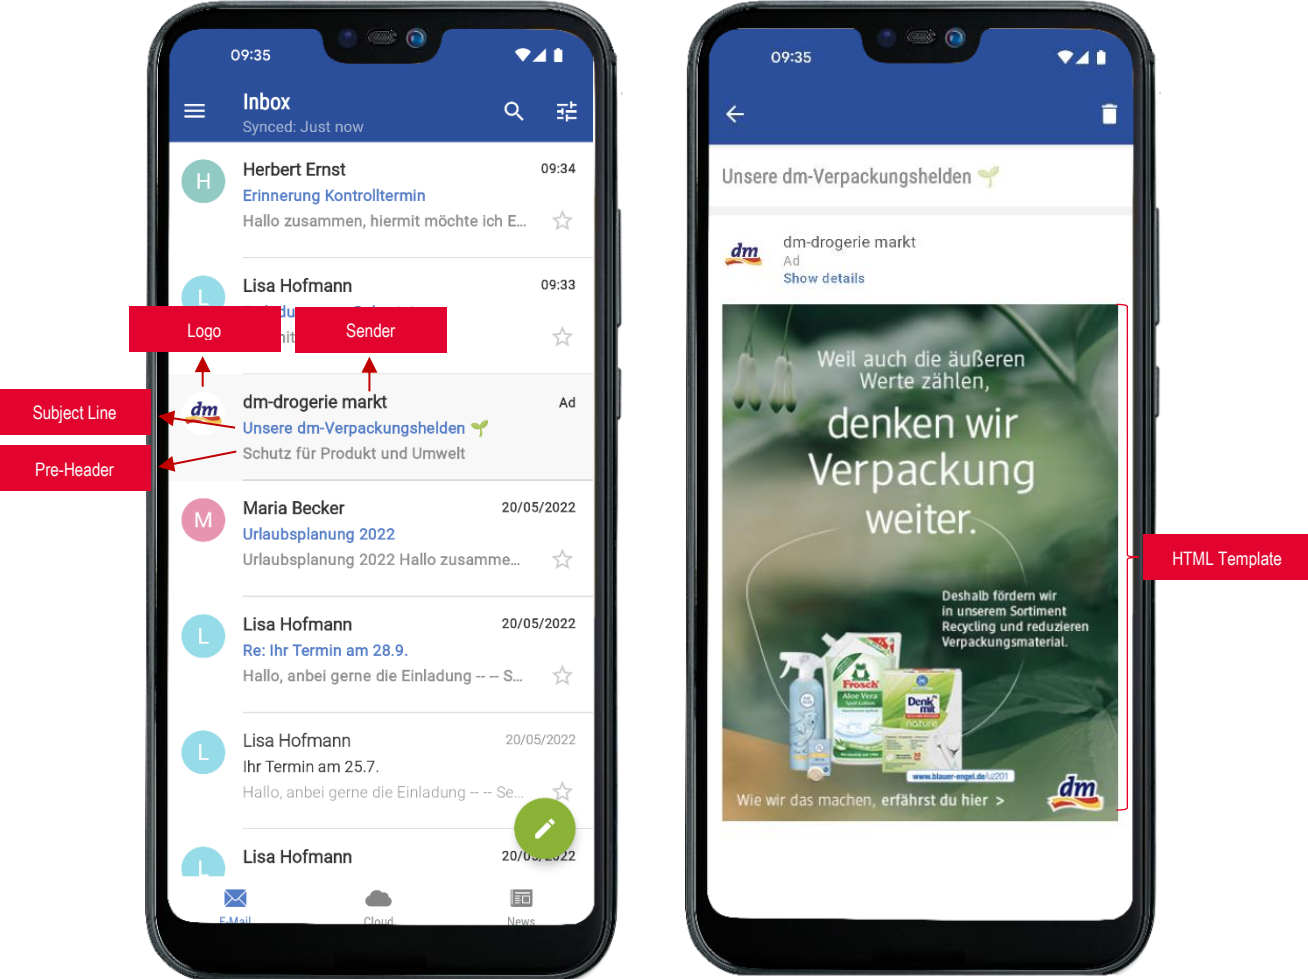 09:35
Inbox
Synced: Just now
H
Herbert Ernst
09:34
Erinnerung Kontrolltermin
Hallo zusammen, hiermit möchte ich E...
L
Lisa Hofmann
09:33
Logo
Sender
dm
dm-drogerie markt
Ad
Subject Line
Unsere dm-Verpackungshelden 🌱
Pre-Header
Schutz für Produkt und Umwelt
M
Maria Becker
20/05/2022
Urlaubsplanung 2022
Urlaubsplanung 2022 Hallo zusamme...
L
Lisa Hofmann
20/05/2022
Re: Ihr Termin am 28.9.
Hallo, anbei gerne die Einladung -- -- S...
L
Lisa Hofmann
20/05/2022
Ihr Termin am 25.7.
Hallo, anbei gerne die Einladung -- -- Se...
L
Lisa Hofmann
E-Mail
Cloud
News
09:35
Unsere dm-Verpackungshelden 🌱
dm
dm-drogerie markt
Ad
Show details
Weil auch die äußeren
Werte zählen,
denken wir
Verpackung
weiter.
HTML Template
Deshalb fördern wir
in unserem Sortiment
Recycling und reduzieren
Verpackungsmaterial.
Frosch
Aloe Vera
Denk
mit
nature
www.blauer-engel.de/uz201
Wie wir das machen, erfährst du hier >
dm